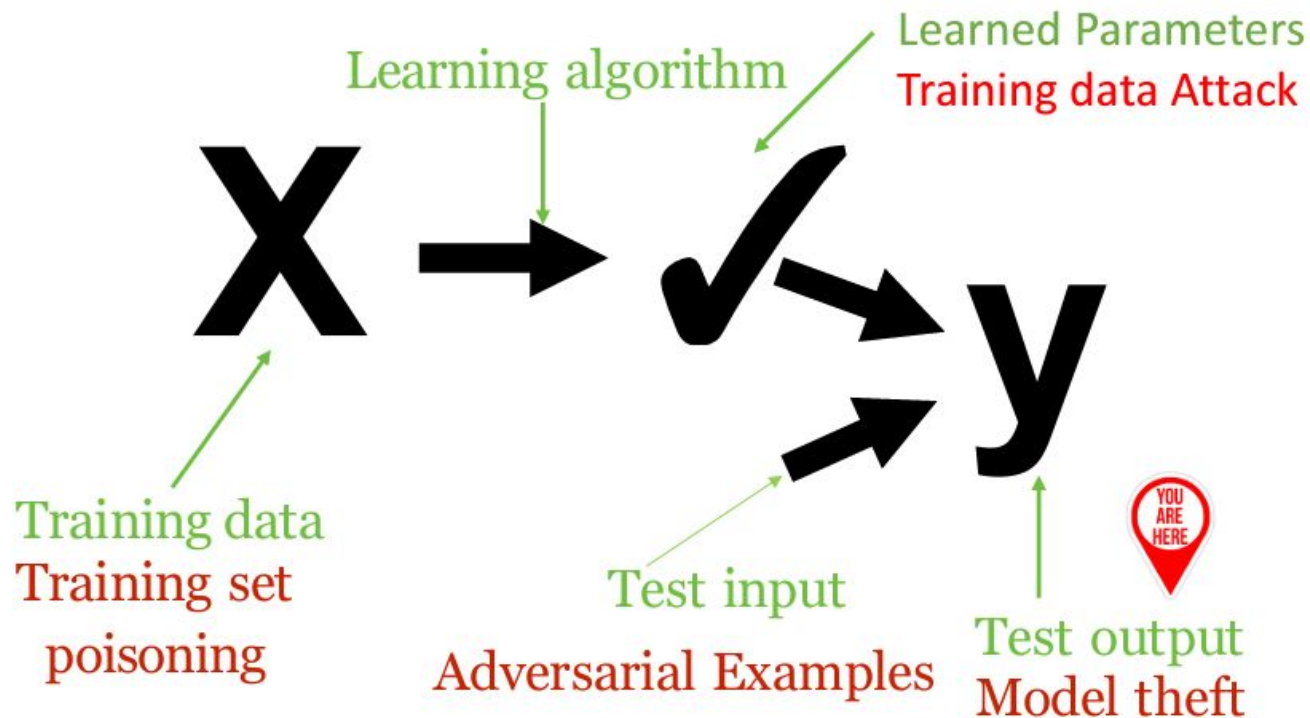 Learned Parameters
Training data Attack
Learning algorithm
X
y
YOU
ARE
HERE
Training data
Training set
poisoning
Test input
Adversarial Examples
Test output
Model theft